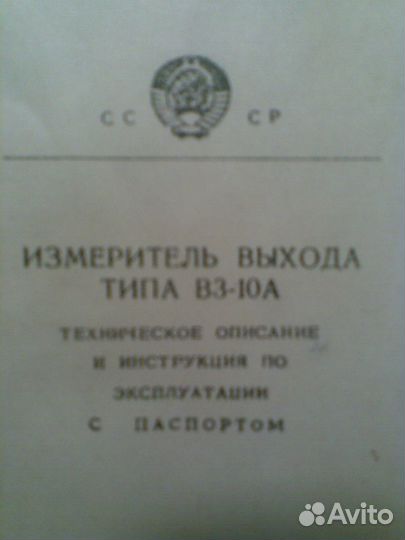 СС СР
ИЗМЕРИТЕЛЬ ВЫХОДА
ТИПА ВЗ-10А
ТЕХНИЧЕСКОЕ ОПИСАНИЕ
И ИНСТРУКЦИЯ ПО
ЭКСПЛУАТАЦИИ
С ПАСПОРТОМ
Avito